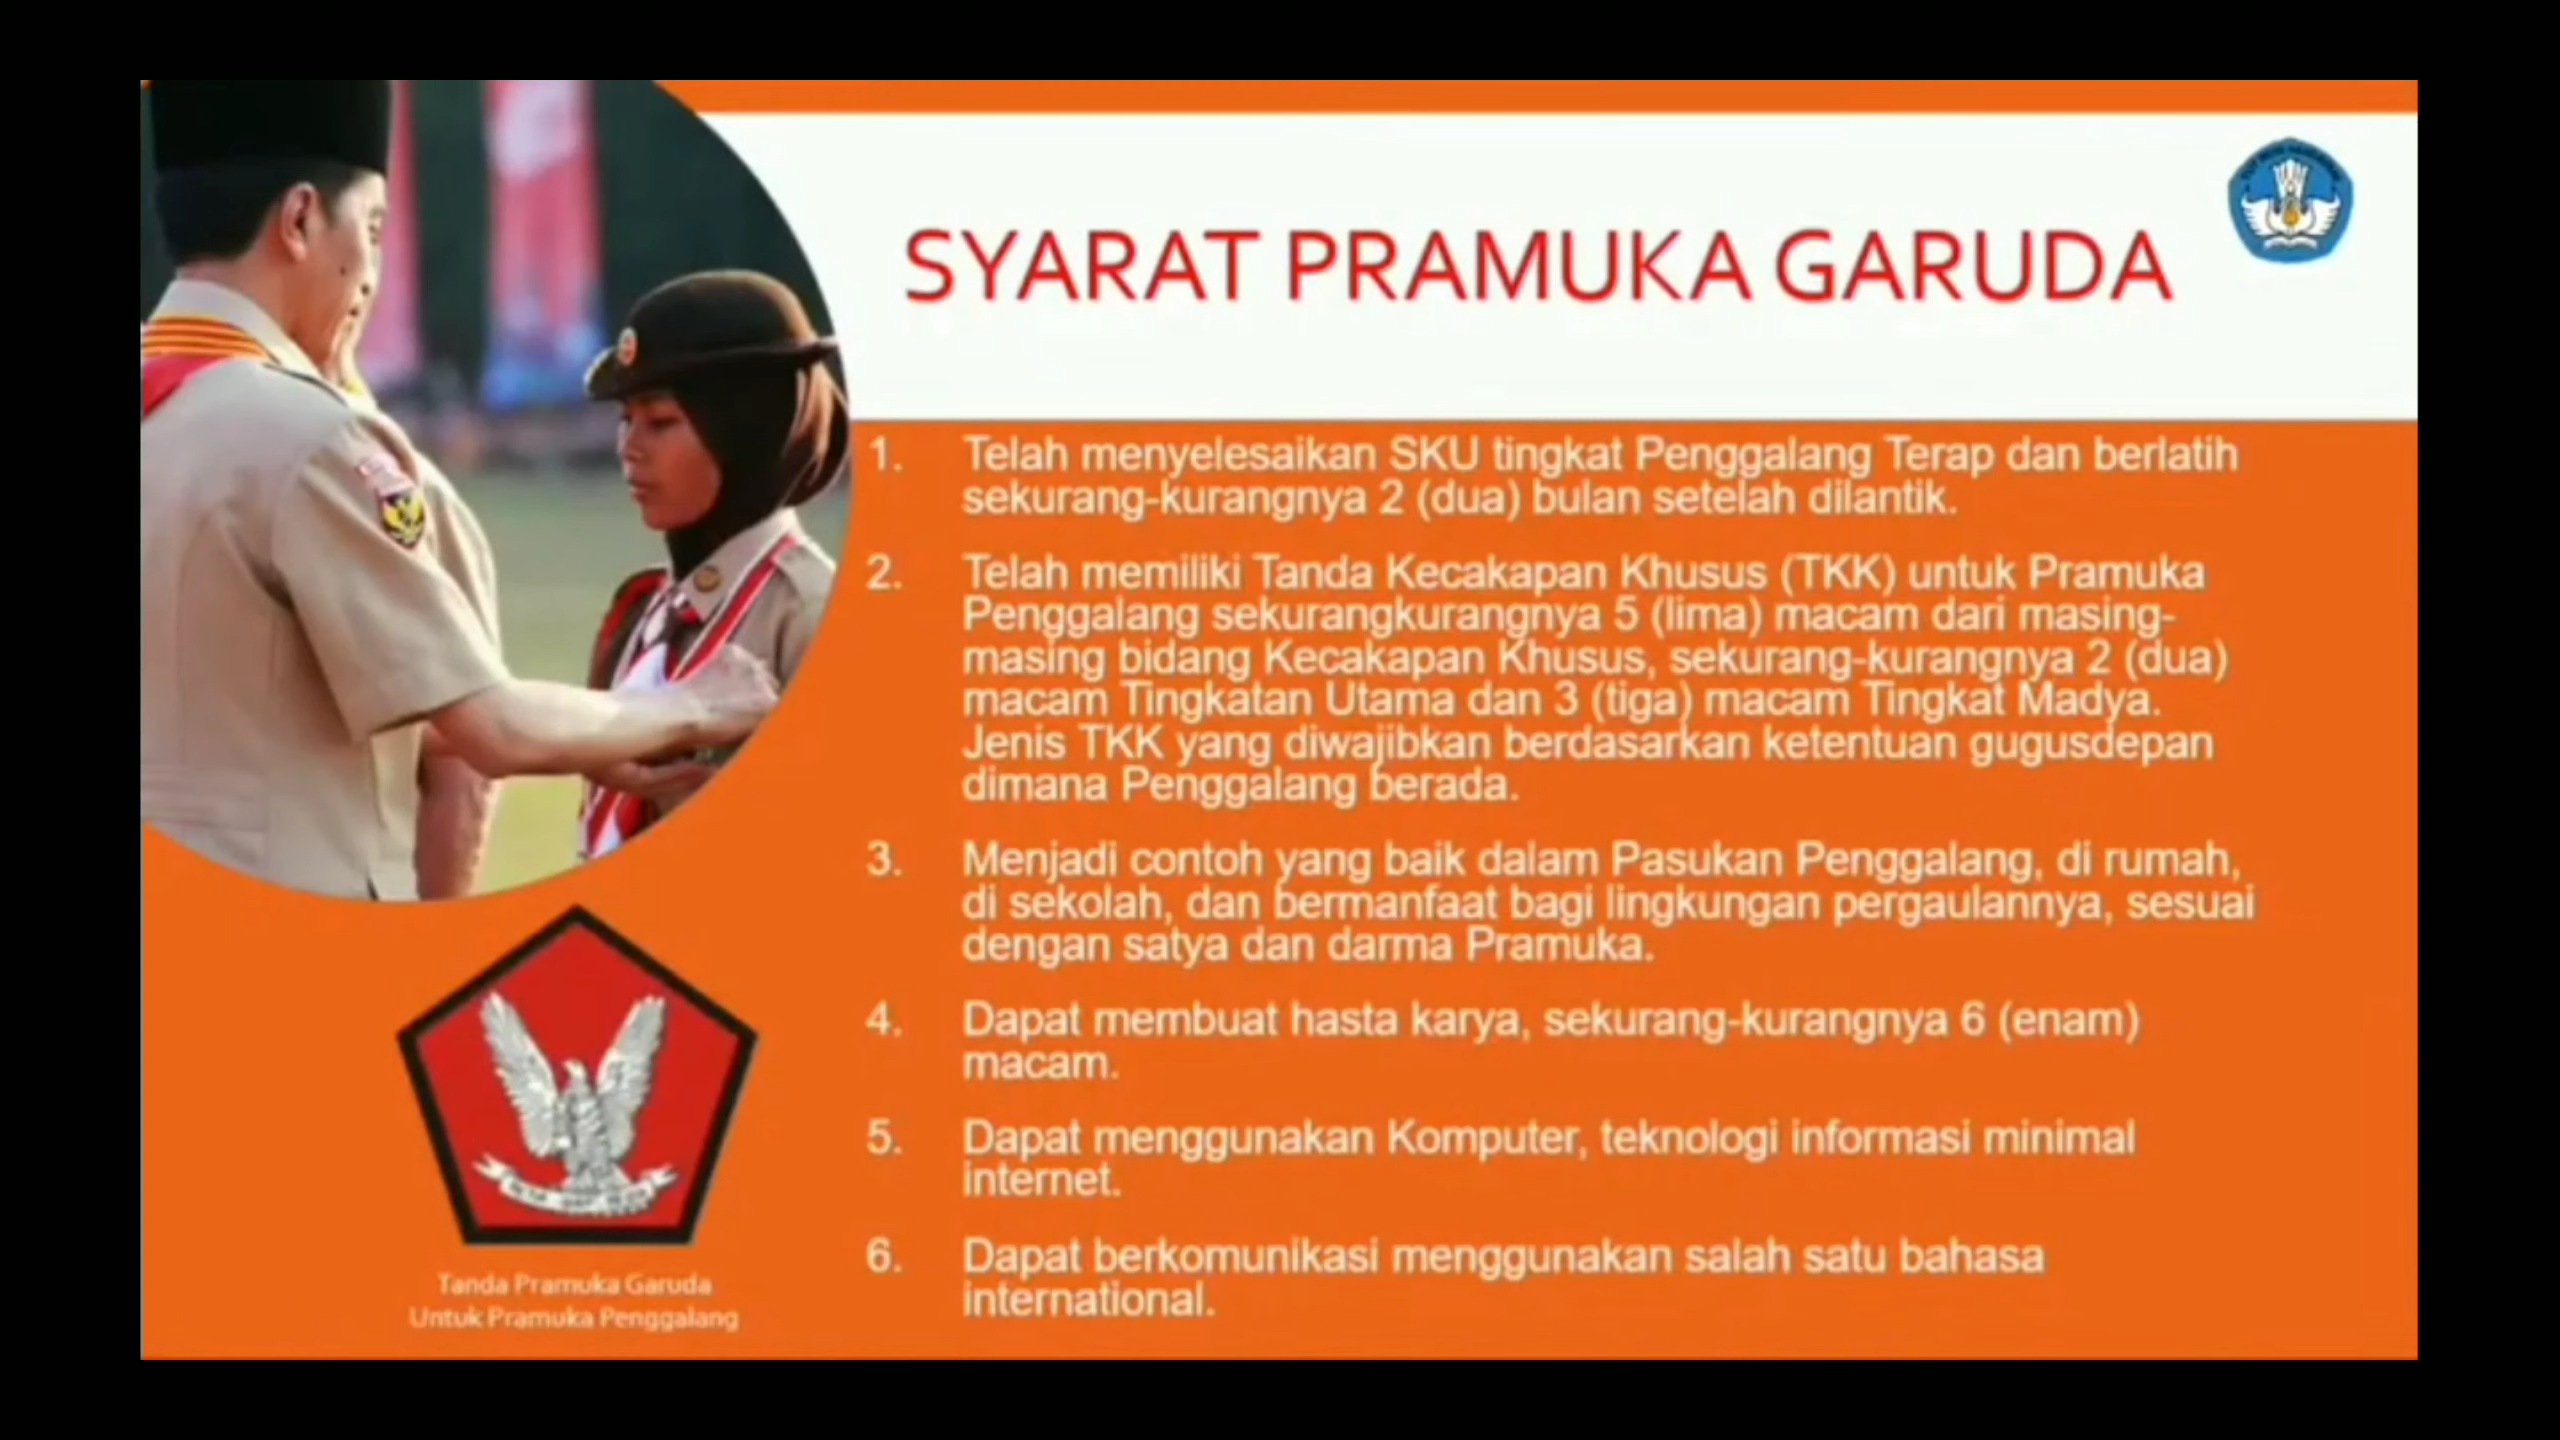 SYARAT PRAMUKA GARUDA
1. Telah menyelesaikan SKU tingkat Penggalang Terap dan berlatih
sekurang-kurangnya 2 (dua) bulan setelah dilantik.
2. Telah memiliki Tanda Kecakapan Khusus (TKK) untuk Pramuka
Penggalang sekurangkurangnya 5 (lima) macam dari masing-
masing bidang Kecakapan Khusus, sekurang-kurangnya 2 (dua)
macam Tingkatan Utama dan 3 (tiga) macam Tingkat Madya.
Jenis TKK yang diwajibkan berdasarkan ketentuan gugusdepan
dimana Penggalang berada.
3. Menjadi contoh yang baik dalam Pasukan Penggalang, di rumah,
di sekolah, dan bermanfaat bagi lingkungan pergaulannya, sesuai
dengan satya dan darma Pramuka.
4. Dapat membuat hasta karya, sekurang-kurangnya 6 (enam)
macam.
5. Dapat menggunakan Komputer, teknologi informasi minimal
internet.
6. Dapat berkomunikasi menggunakan salah satu bahasa
international.
Tanda Pramuka Garuda
Untuk Pramuka Penggalang